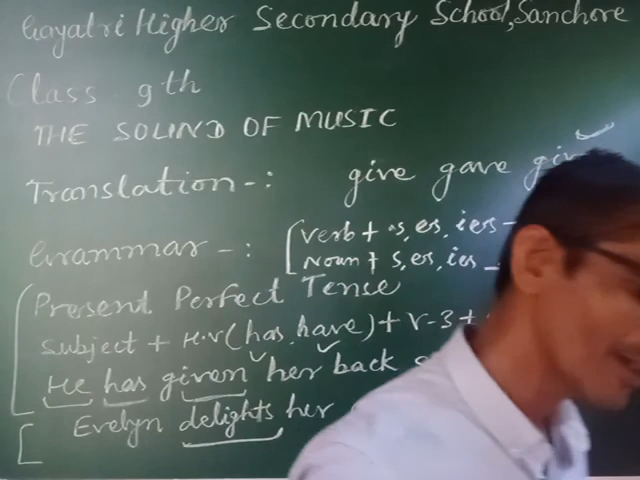 Gayatri Higher Secondary School, Sanchore
Class 9th
THE SOUND OF MUSIC
Translation -: give gave
Grammar -: [Verb + s, es, ies -
Noun + s, es, ies -
Present Perfect Tense
Subject + H.V (has, have) + V-3 +
He has given her back
Evelyn delights her